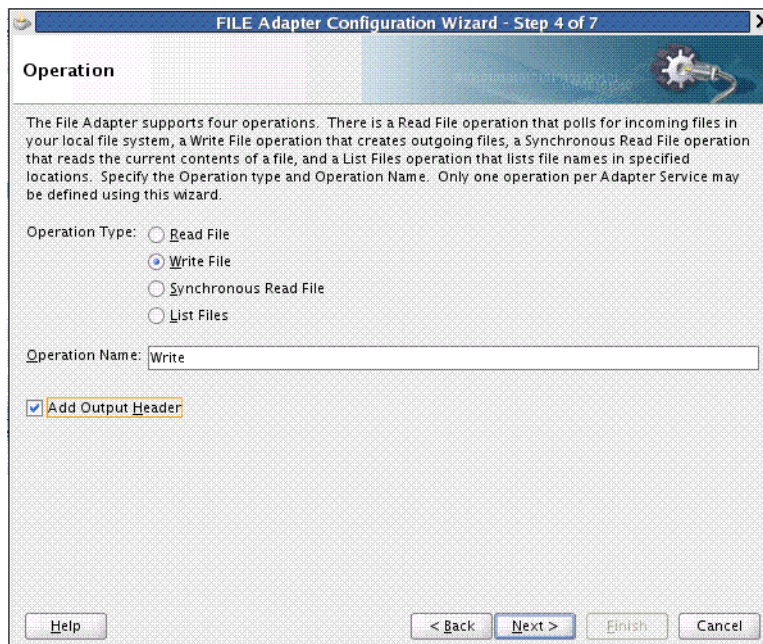 FILE Adapter Configuration Wizard - Step 4 of 7
Operation
The File Adapter supports four operations. There is a Read File operation that polls for incoming files in
your local file system, a Write File operation that creates outgoing files, a Synchronous Read File operation
that reads the current contents of a file, and a List Files operation that lists file names in specified
locations. Specify the Operation type and Operation Name. Only one operation per Adapter Service may
be defined using this wizard.
Operation Type: Read File
Write File
Synchronous Read File
List Files
Operation Name: Write
Add Output Header
Help < Back Next > Finish Cancel